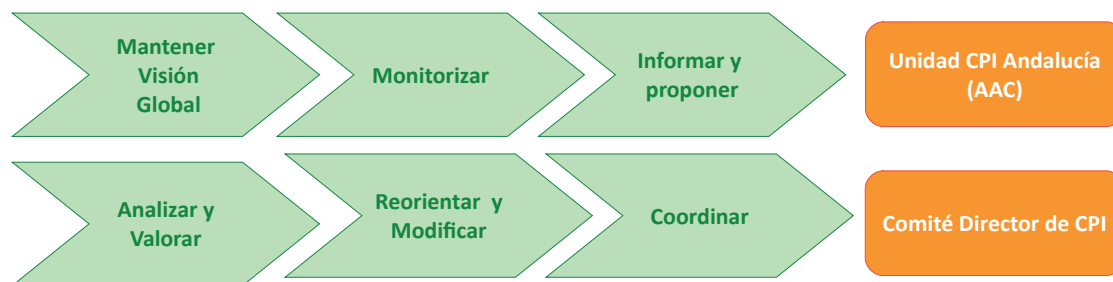 Mantener
Visión
Global
Monitorizar
Informar y
proponer
Unidad CPI Andalucía
(AAC)
Analizar y
Valorar
Reorientar y
Modificar
Coordinar
Comité Director de CPI